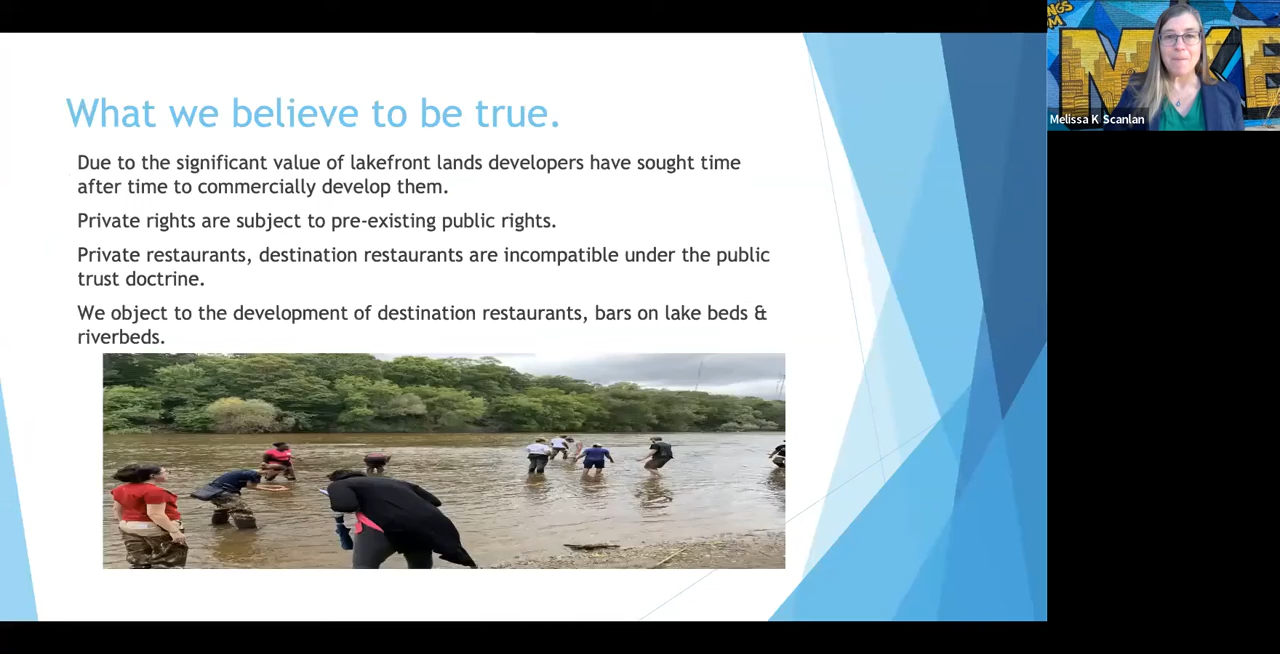 What we believe to be true.
Due to the significant value of lakefront lands developers have sought time
after time to commercially develop them.
Private rights are subject to pre-existing public rights.
Private restaurants, destination restaurants are incompatible under the public
trust doctrine.
We object to the development of destination restaurants, bars on lake beds &
riverbeds.
NGS
OM
MKE
Melissa K Scanlan